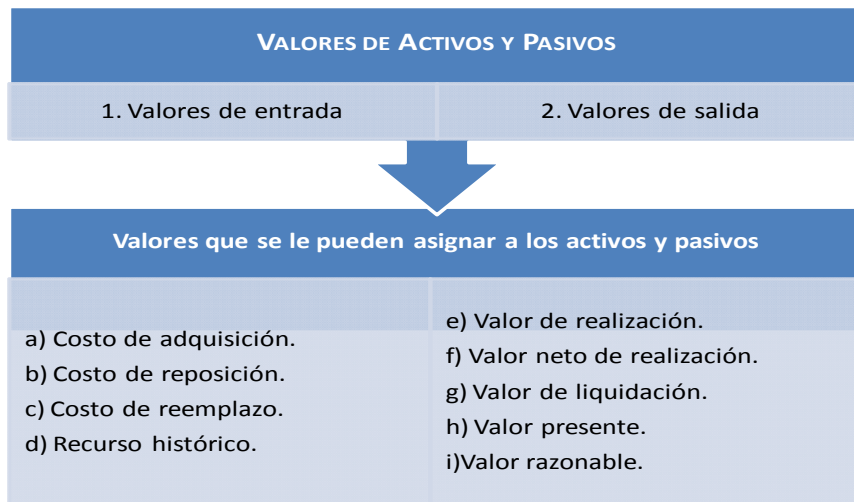 VALORES DE ACTIVOS Y PASIVOS
1. Valores de entrada
2. Valores de salida
Valores que se le pueden asignar a los activos y pasivos
a) Costo de adquisición.
b) Costo de reposición.
c) Costo de reemplazo.
d) Recurso histórico.
e) Valor de realización.
f) Valor neto de realización.
g) Valor de liquidación.
h) Valor presente.
i)Valor razonable.